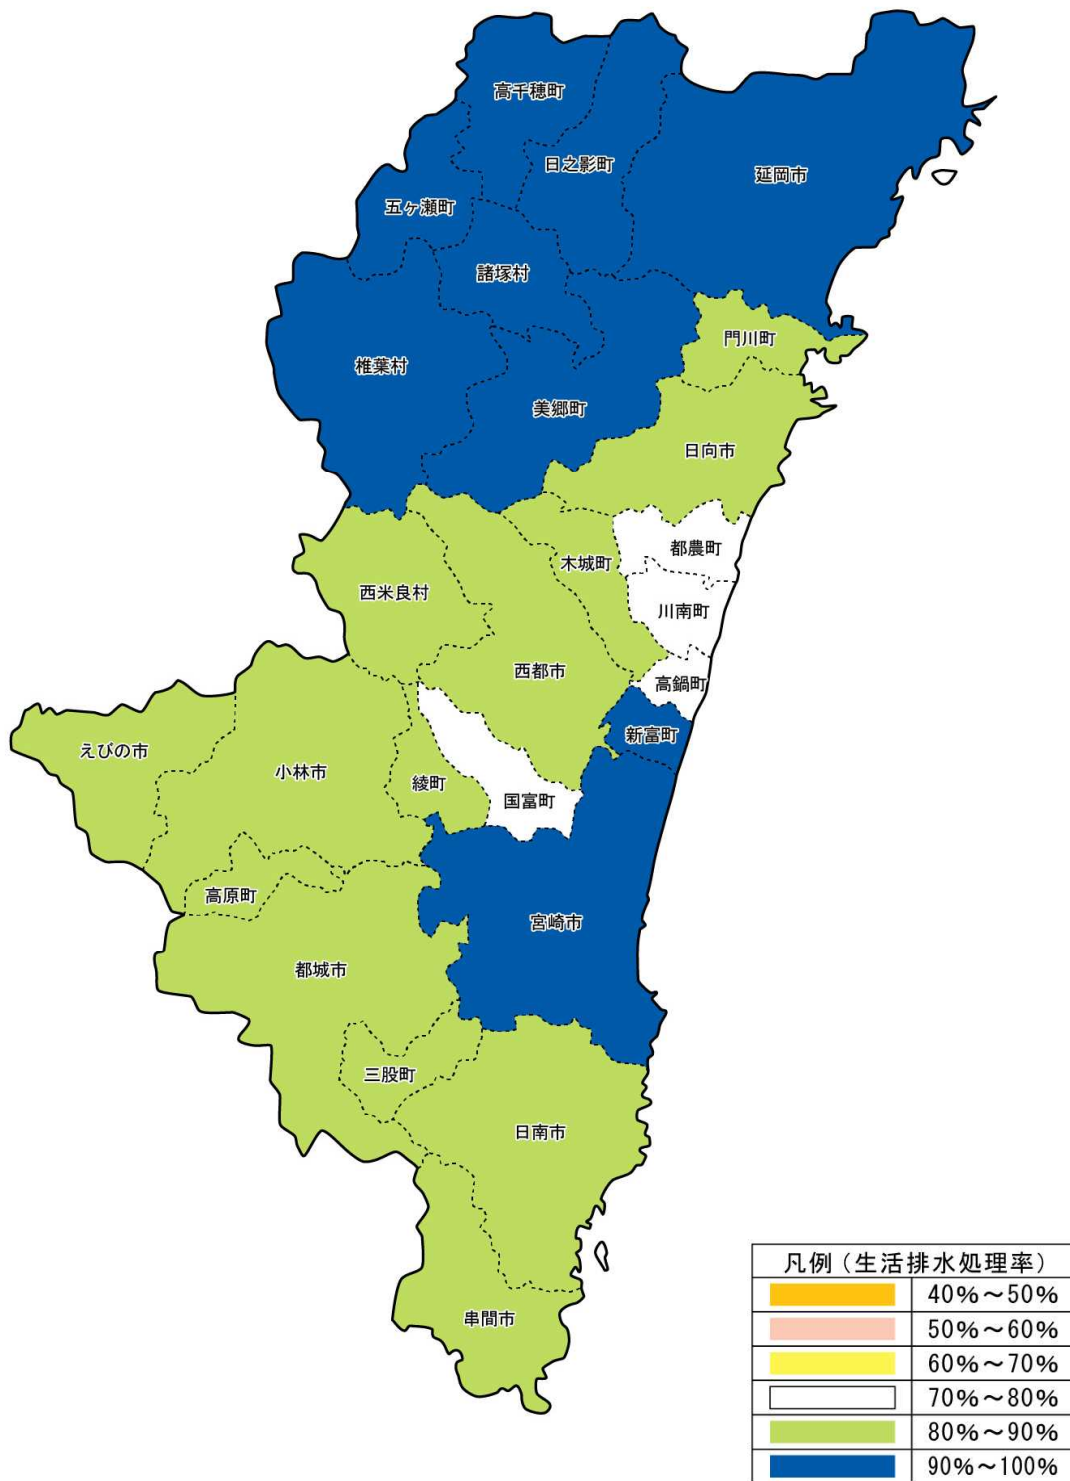 高千穂町
日之影町
延岡市
五ヶ瀬町
諸塚村
門川町
椎葉村
美郷町
日向市
都農町
木城町
西米良村
川南町
西都市
高鍋町
新富町
えびの市
小林市
綾町
国富町
高原町
宮崎市
都城市
三股町
日南市
串間市
凡例（生活排水処理率）
40％～50％
50％～60％
60％～70％
70％～80％
80％～90％
90％～100％